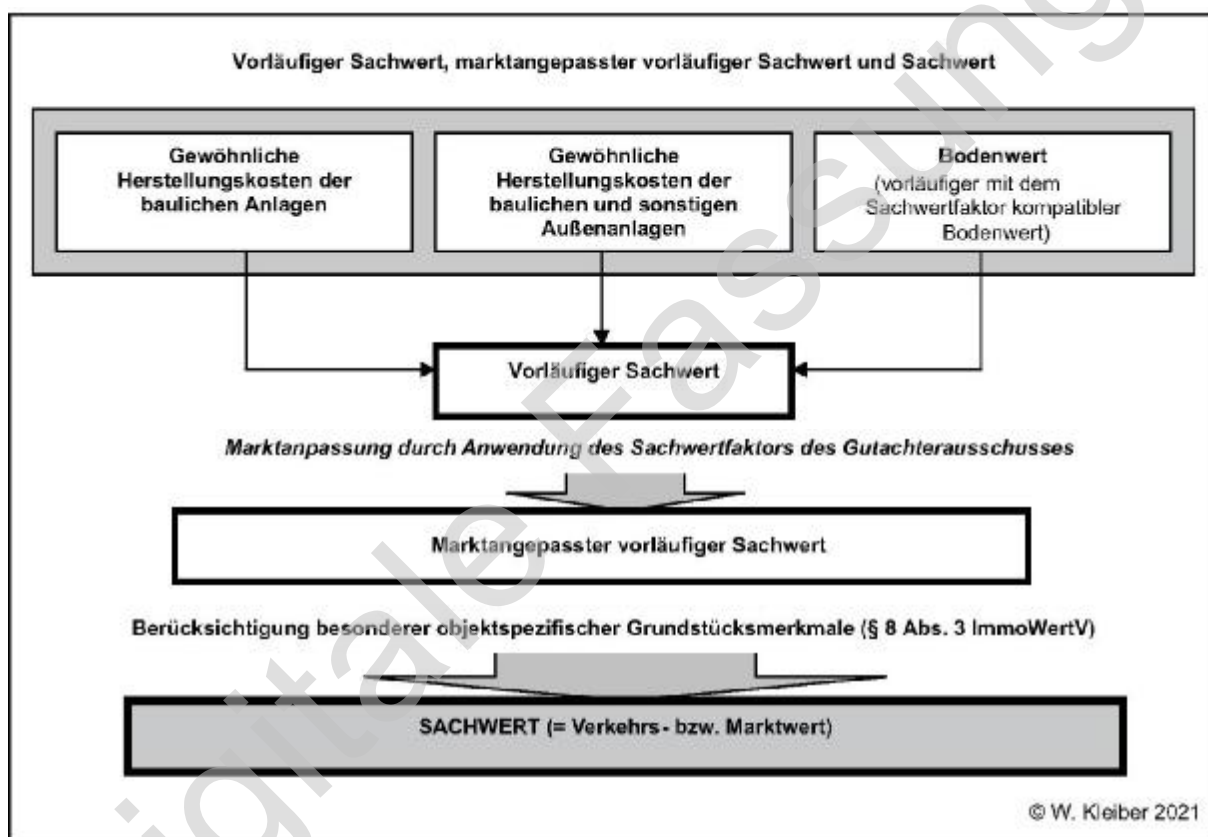 Vorläufiger Sachwert, marktangepasster vorläufiger Sachwert und Sachwert
Gewöhnliche
Herstellungskosten der
baulichen Anlagen
Gewöhnliche
Herstellungskosten der
baulichen und sonstigen
Außenanlagen
Bodenwert
(vorläufiger mit dem
Sachwertfaktor kompatibler
Bodenwert)
Vorläufiger Sachwert
Marktanpassung durch Anwendung des Sachwertfaktors des Gutachterausschusses
Marktangepasster vorläufiger Sachwert
Berücksichtigung besonderer objektspezifischer Grundstücksmerkmale (§ 8 Abs. 3 ImmoWertV)
SACHWERT (= Verkehrs- bzw. Marktwert)
© W. Kleiber 2021
igitale Fassung